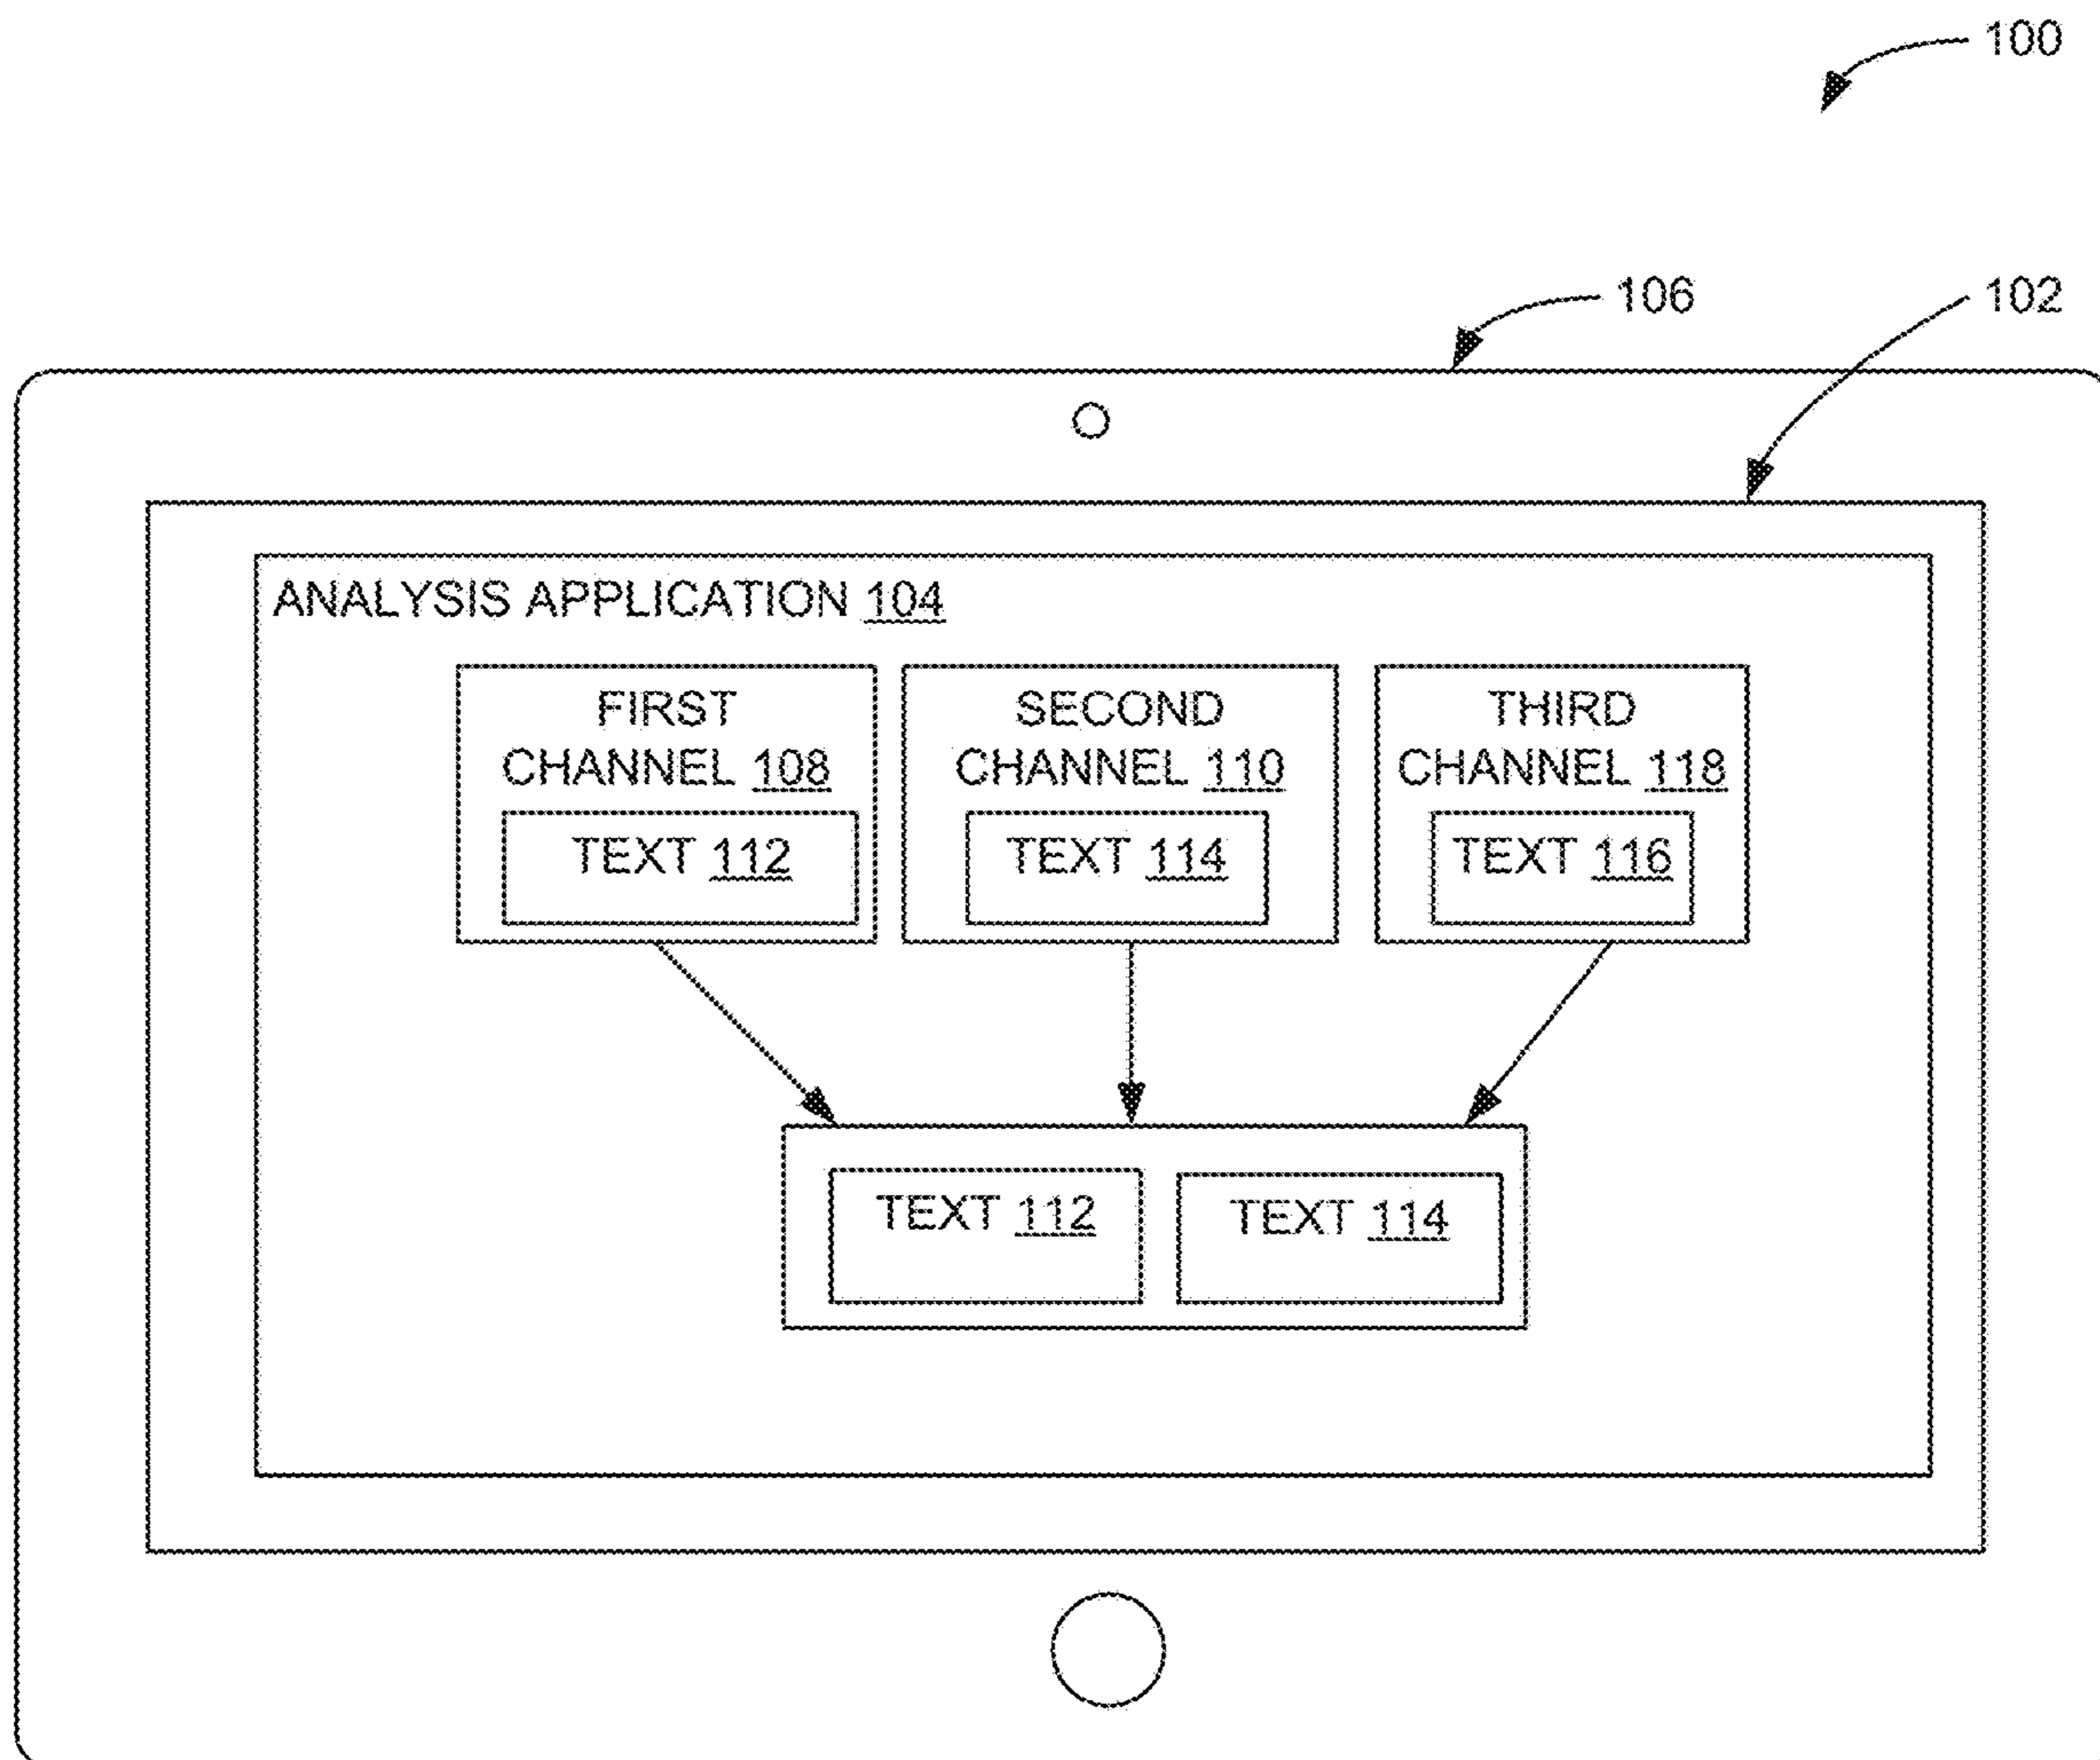 100
106
102
ANALYSIS APPLICATION 104
FIRST
CHANNEL 108
TEXT 112
SECOND
CHANNEL 110
TEXT 114
THIRD
CHANNEL 118
TEXT 116
TEXT 112
TEXT 114